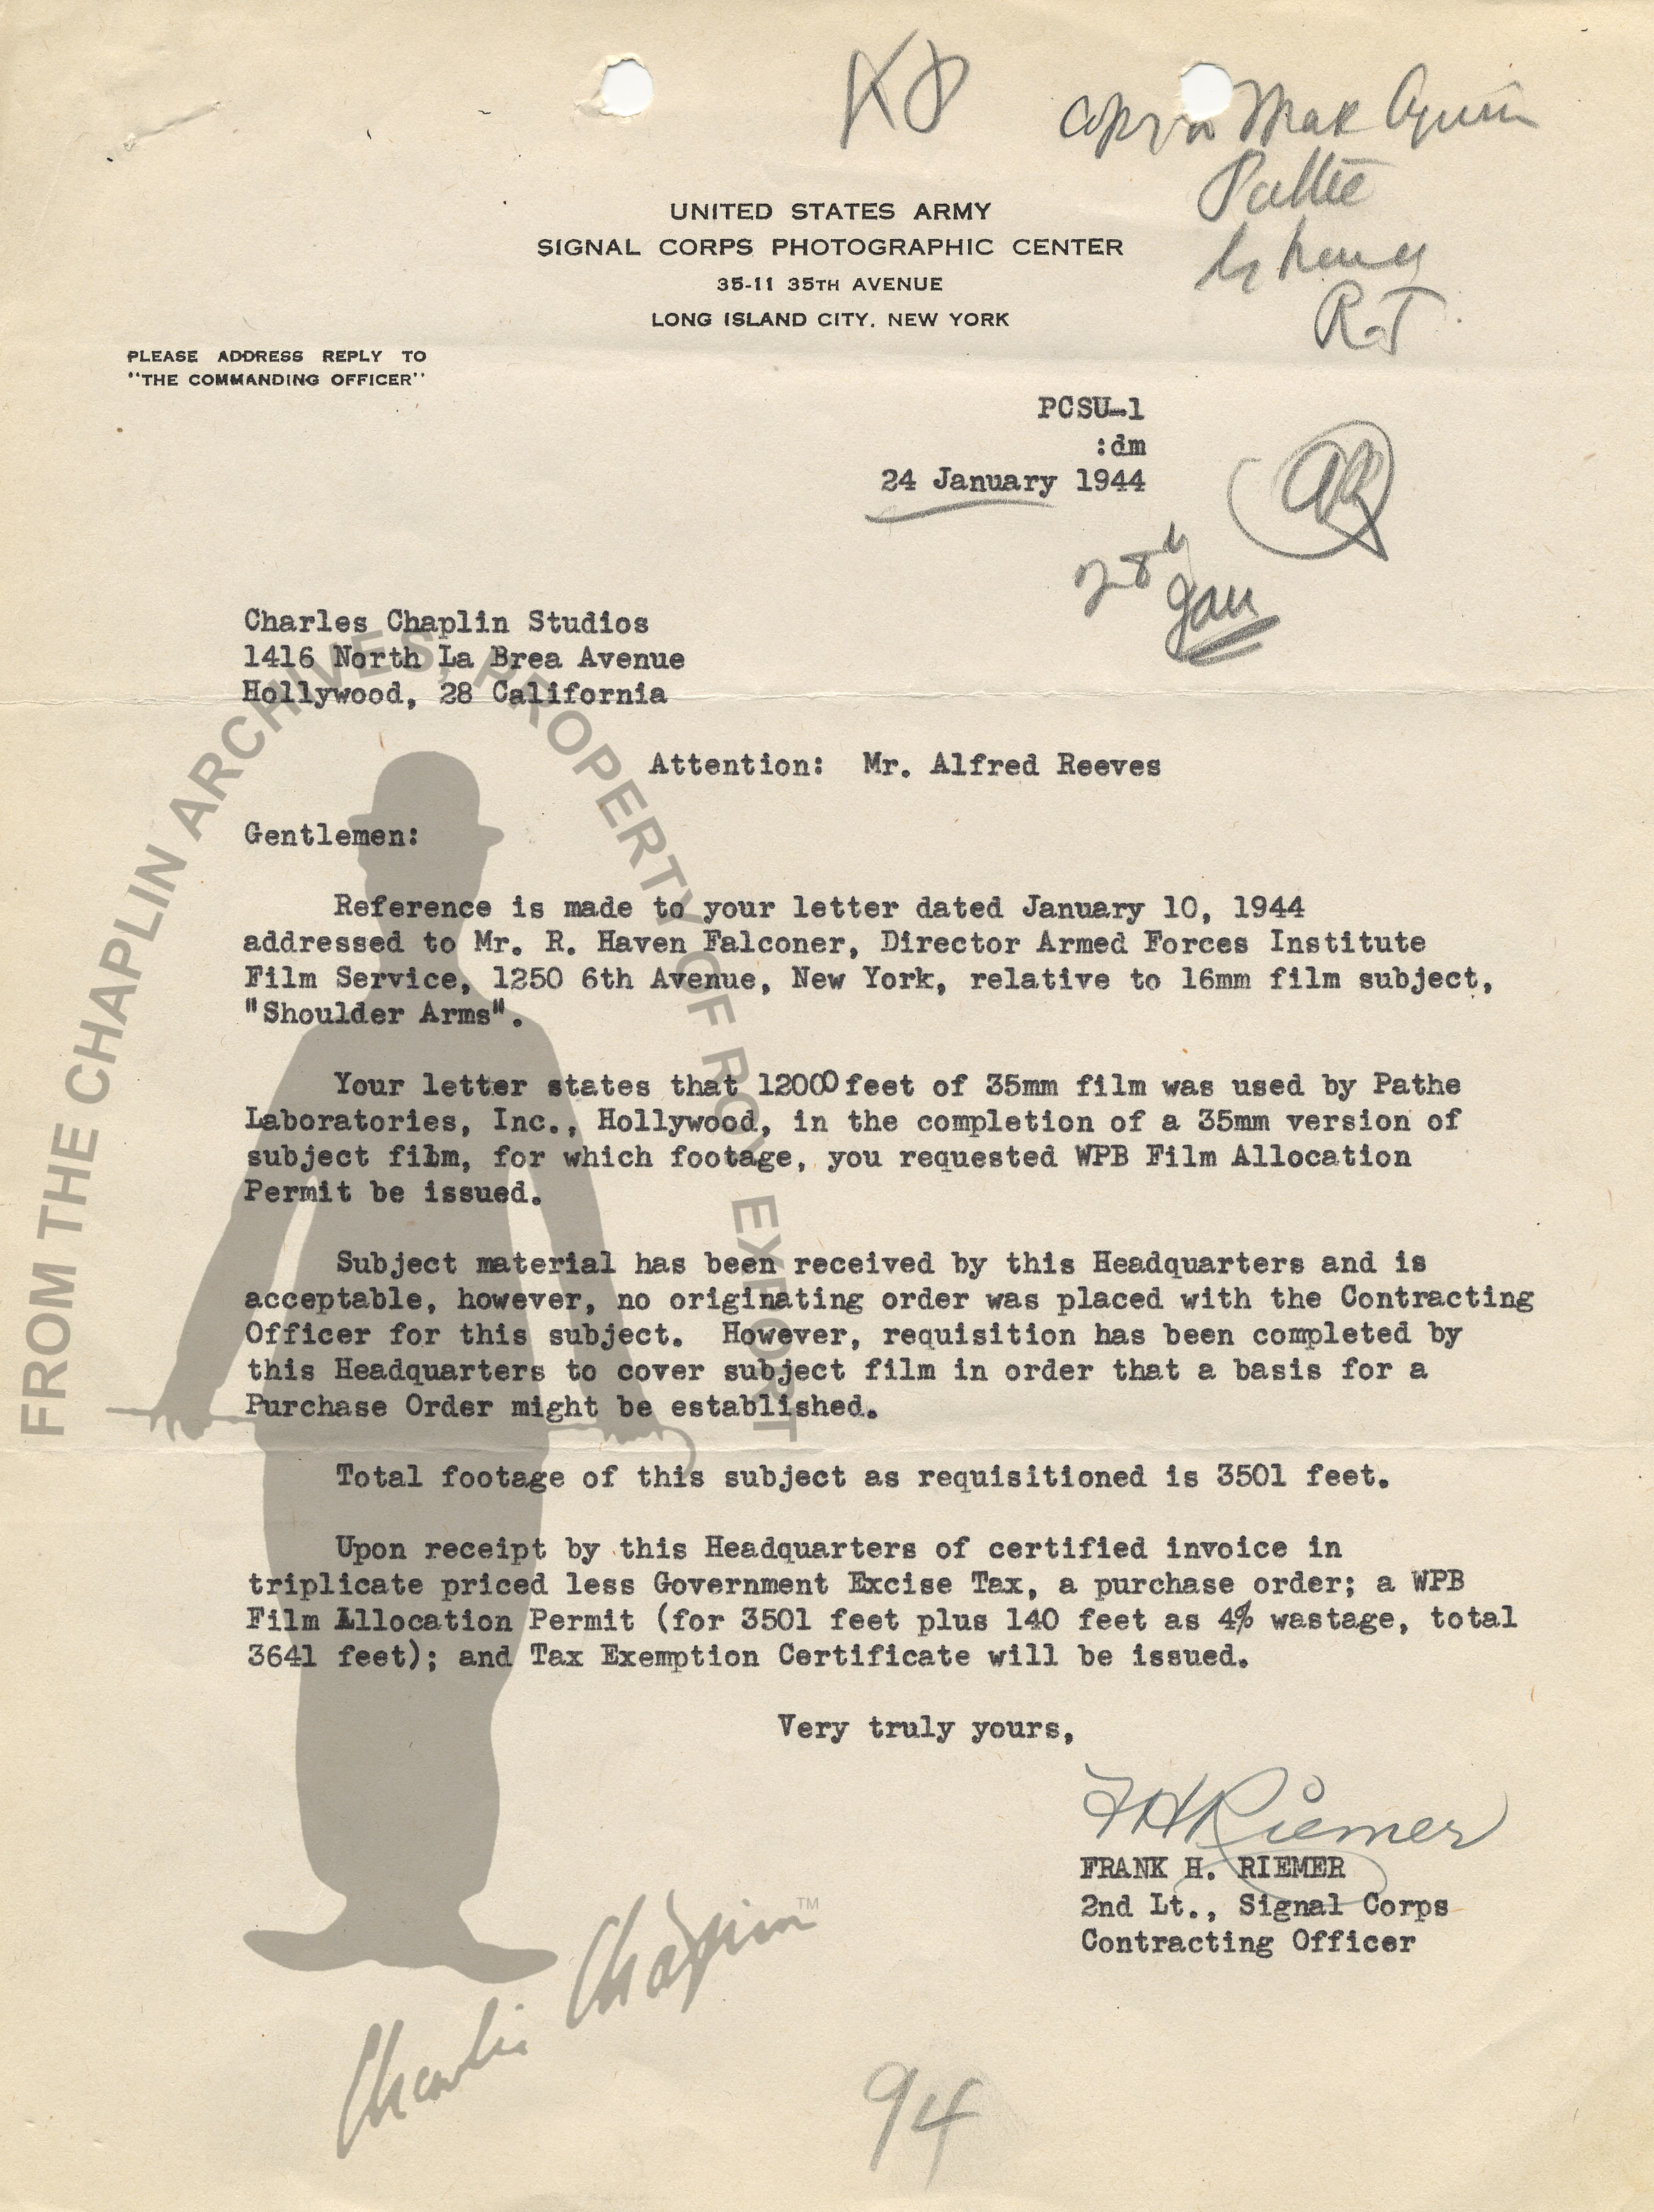 K8
copy to Mak
Pathe
R-T
UNITED STATES ARMY
SIGNAL CORPS PHOTOGRAPHIC CENTER
35-11 35TH AVENUE
LONG ISLAND CITY, NEW YORK
PLEASE ADDRESS REPLY TO
"THE COMMANDING OFFICER"
PCSU-1
:dm
24 January 1944
AR
28th
Jan
Charles Chaplin Studios
1416 North La Brea Avenue
Hollywood, 28 California
Attention: Mr. Alfred Reeves
Gentlemen:
Reference is made to your letter dated January 10, 1944
addressed to Mr. R. Haven Falconer, Director Armed Forces Institute
Film Service, 1250 6th Avenue, New York, relative to 16mm film subject,
"Shoulder Arms".
Your letter states that 12000 feet of 35mm film was used by Pathe
Laboratories, Inc., Hollywood, in the completion of a 35mm version of
subject film, for which footage, you requested WPB Film Allocation
Permit be issued.
Subject material has been received by this Headquarters and is
acceptable, however, no originating order was placed with the Contracting
Officer for this subject. However, requisition has been completed by
this Headquarters to cover subject film in order that a basis for a
Purchase Order might be established.
Total footage of this subject as requisitioned is 3501 feet.
Upon receipt by this Headquarters of certified invoice in
triplicate priced less Government Excise Tax, a purchase order; a WPB
Film Allocation Permit (for 3501 feet plus 140 feet as 4% wastage, total
3641 feet); and Tax Exemption Certificate will be issued.
Very truly yours,
F H Riemer
FRANK H. RIEMER
2nd Lt., Signal Corps
Contracting Officer
FROM THE CHAPLIN ARCHIVES, PROPERTY OF ROY EXPORT
Charlie Chaplin™
94